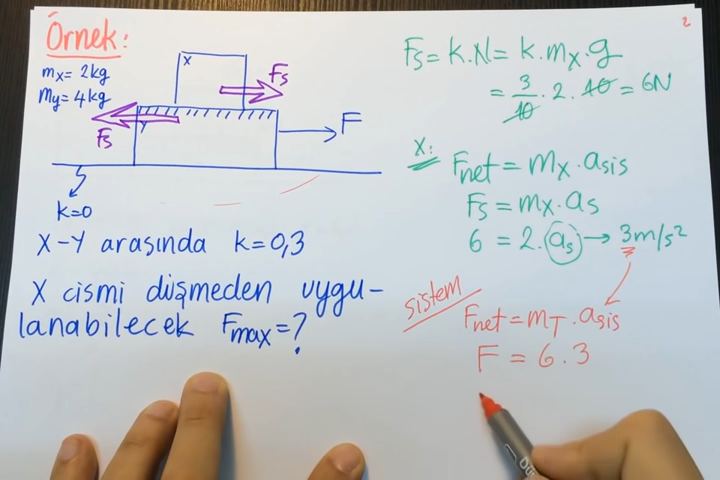 Örnek:
mx= 2kg
My= 4kg
x
Fs
Fs
y
F
k=0
X-Y arasında k=0,3
X cismi düşmeden uygu-
lanabilecek Fmax=?
2
Fs= k.N= k.mx.g
= 3/10 . 2 . 10 = 6N
X:
Fnet = mx.asis
Fs = mx.as
6 = 2.as → 3m/s²
sistem
Fnet=mT.asis
F = 6.3